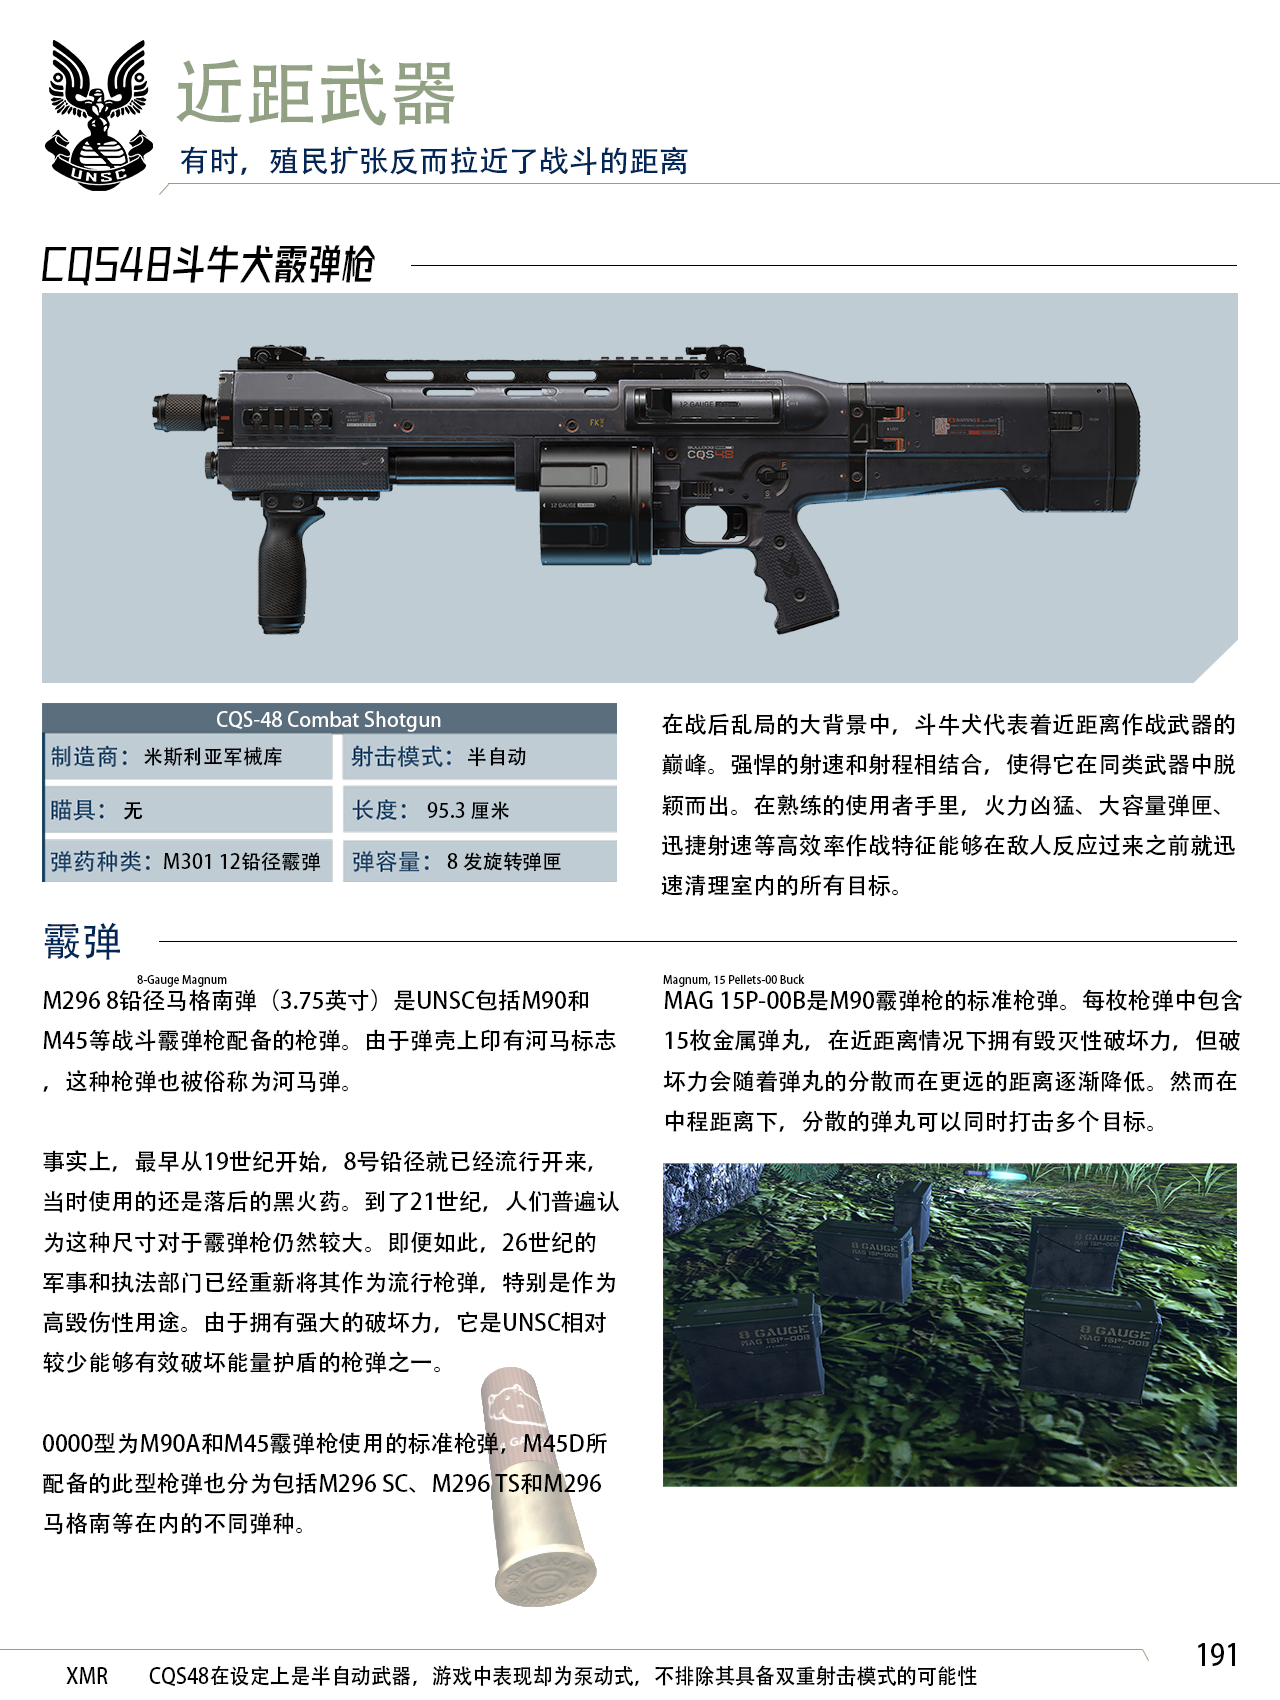 UNSC
近距武器
有时，殖民扩张反而拉近了战斗的距离
CQS48斗牛犬霰弹枪
12 GAUGE
FK
BULLDOG
CQS48
F
S
12 GAUGE
CQS-48 Combat Shotgun
制造商：米斯利亚军械库
射击模式：半自动
瞄具：无
长度：95.3 厘米
弹药种类：M301 12铅径霰弹
弹容量：8 发旋转弹匣
在战后乱局的大背景中，斗牛犬代表着近距离作战武器的
巅峰。强悍的射速和射程相结合，使得它在同类武器中脱
颖而出。在熟练的使用者手里，火力凶猛、大容量弹匣、
迅捷射速等高效率作战特征能够在敌人反应过来之前就迅
速清理室内的所有目标。
霰弹
8-Gauge Magnum
M296 8铅径马格南弹（3.75英寸）是UNSC包括M90和
M45等战斗霰弹枪配备的枪弹。由于弹壳上印有河马标志
，这种枪弹也被俗称为河马弹。
事实上，最早从19世纪开始，8号铅径就已经流行开来，
当时使用的还是落后的黑火药。到了21世纪，人们普遍认
为这种尺寸对于霰弹枪仍然较大。即便如此，26世纪的
军事和执法部门已经重新将其作为流行枪弹，特别是作为
高毁伤性用途。由于拥有强大的破坏力，它是UNSC相对
较少能够有效破坏能量护盾的枪弹之一。
0000型为M90A和M45霰弹枪使用的标准枪弹，M45D所
配备的此型枪弹也分为包括M296 SC、M296 TS和M296
马格南等在内的不同弹种。
Magnum, 15 Pellets-00 Buck
MAG 15P-00B是M90霰弹枪的标准枪弹。每枚枪弹中包含
15枚金属弹丸，在近距离情况下拥有毁灭性破坏力，但破
坏力会随着弹丸的分散而在更远的距离逐渐降低。然而在
中程距离下，分散的弹丸可以同时打击多个目标。
8 GAUGE
MAG 15P-00B
8 GAUGE
MAG 15P-00B
8 GAUGE
MAG 15P-00B
8 GAUGE
MAG 15P-00B
191
XMR CQS48在设定上是半自动武器，游戏中表现却为泵动式，不排除其具备双重射击模式的可能性